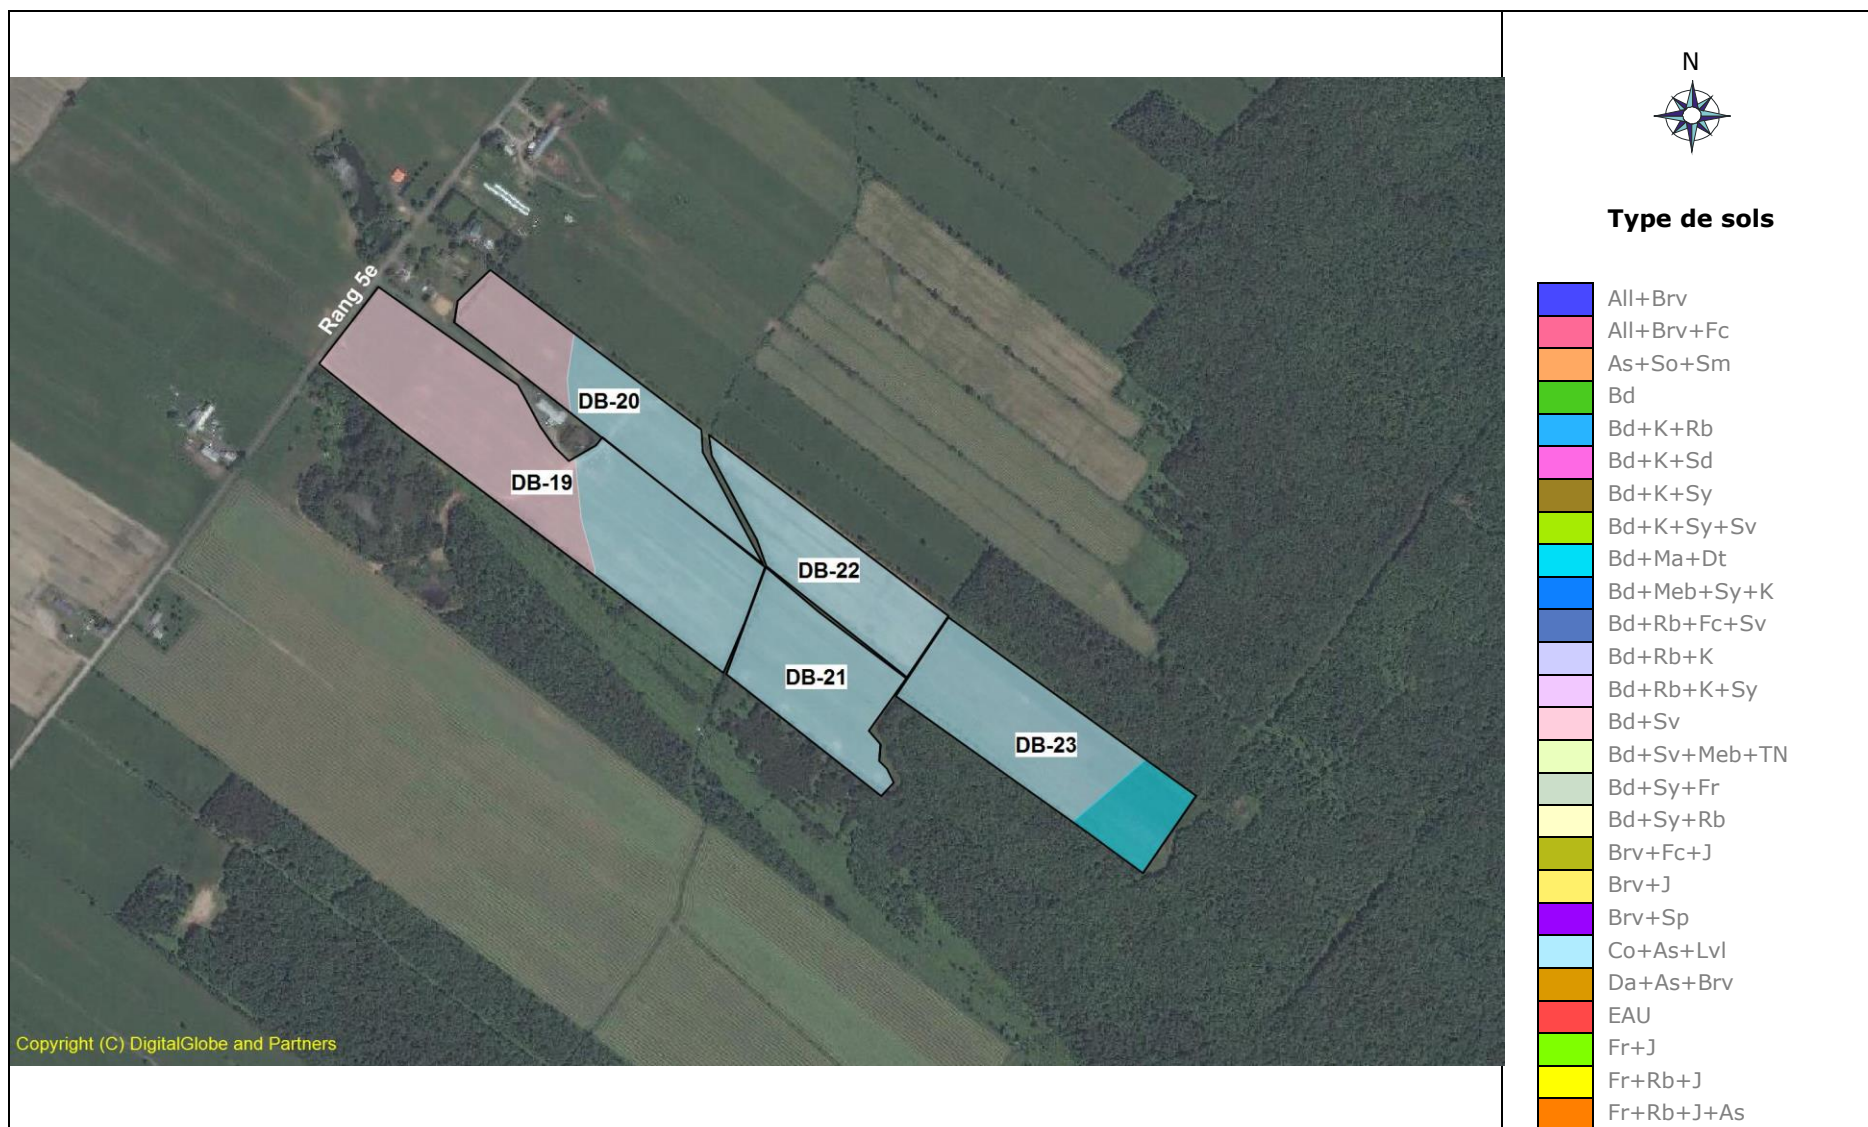 N
Type de sols
All+Brv
All+Brv+Fc
As+So+Sm
Bd
Bd+K+Rb
Bd+K+Sd
Bd+K+Sy
Bd+K+Sy+Sv
Bd+Ma+Dt
Bd+Meb+Sy+K
Bd+Rb+Fc+Sv
Bd+Rb+K
Bd+Rb+K+Sy
Bd+Sv
Bd+Sv+Meb+TN
Bd+Sy+Fr
Bd+Sy+Rb
Brv+Fc+J
Brv+J
Brv+Sp
Co+As+Lvl
Da+As+Brv
EAU
Fr+J
Fr+Rb+J
Fr+Rb+J+As
Rang 5e
DB-20
DB-19
DB-22
DB-21
DB-23
Copyright (C) DigitalGlobe and Partners